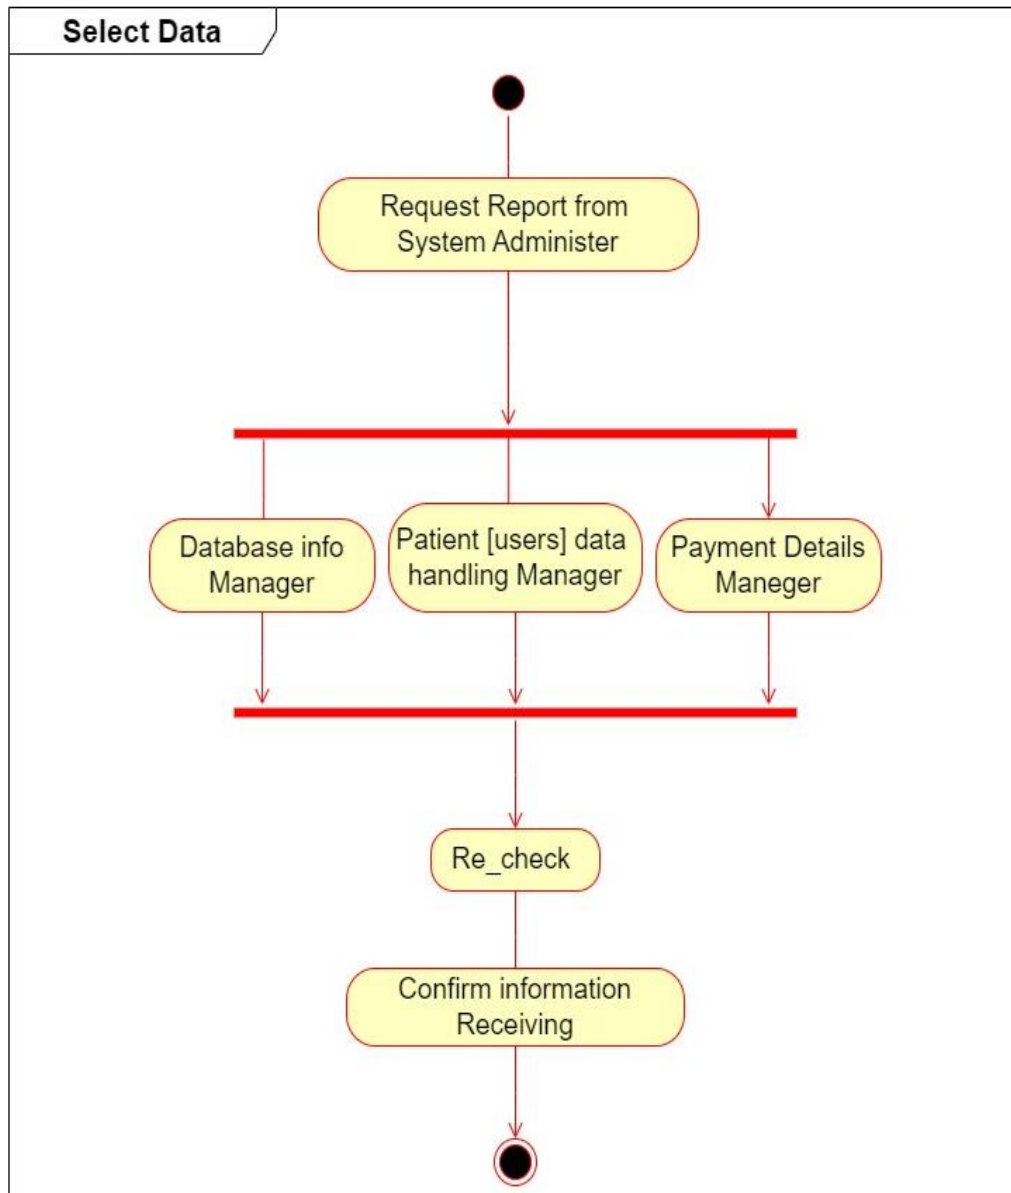 Select Data
Request Report from
System Administer
Database info
Manager
Patient [users] data
handling Manager
Payment Details
Maneger
Re_check
Confirm information
Receiving